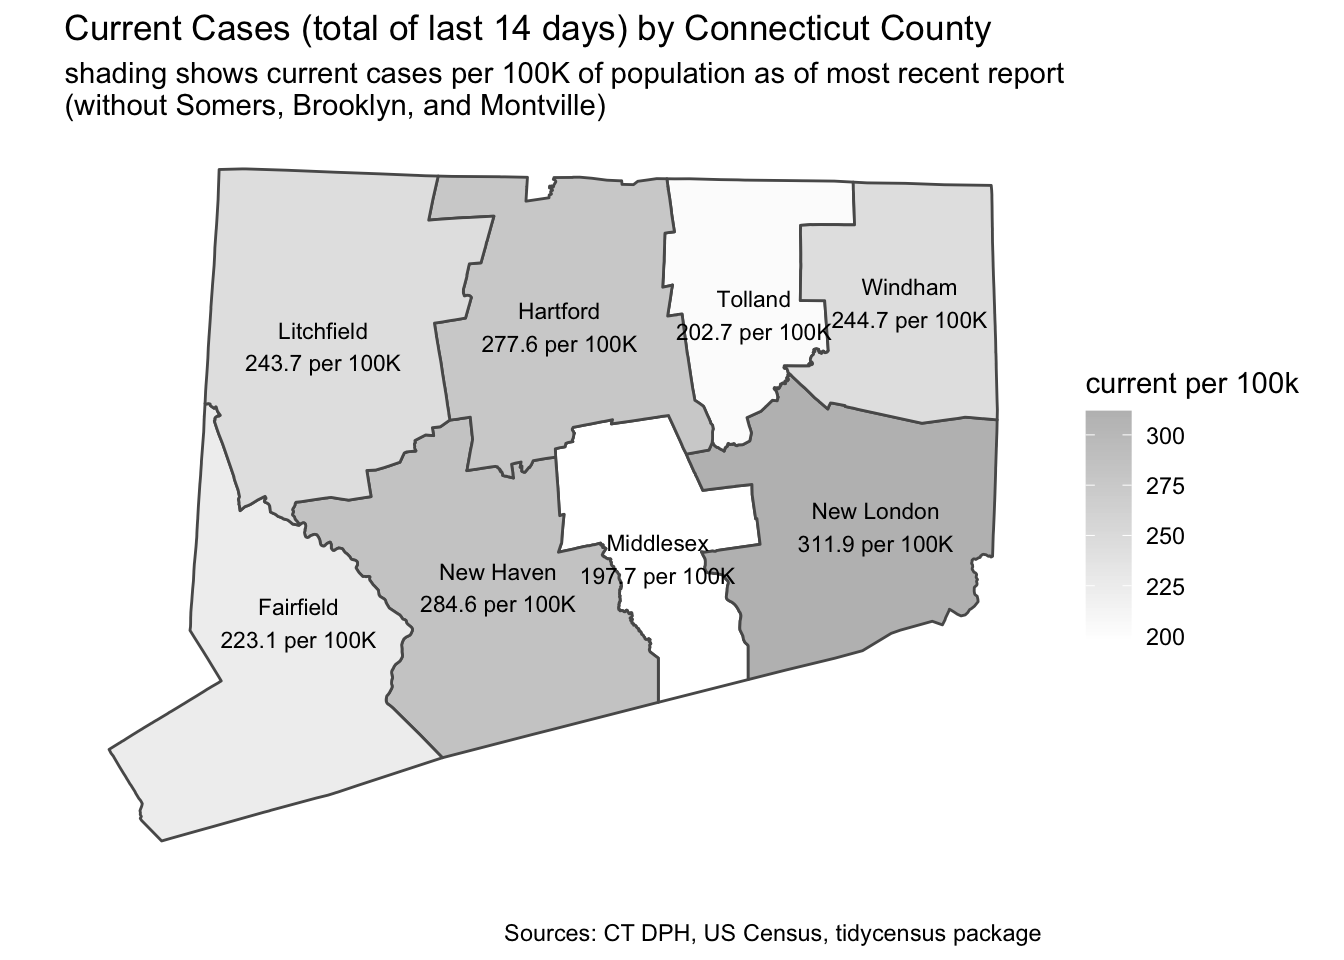 Current Cases (total of last 14 days) by Connecticut County
shading shows current cases per 100K of population as of most recent report
(without Somers, Brooklyn, and Montville)
Litchfield
243.7 per 100K
Hartford
277.6 per 100K
Tolland
202.7 per 100K
Windham
244.7 per 100K
Fairfield
223.1 per 100K
New Haven
284.6 per 100K
Middlesex
197.7 per 100K
New London
311.9 per 100K
current per 100k
300
275
250
225
200
Sources: CT DPH, US Census, tidycensus package